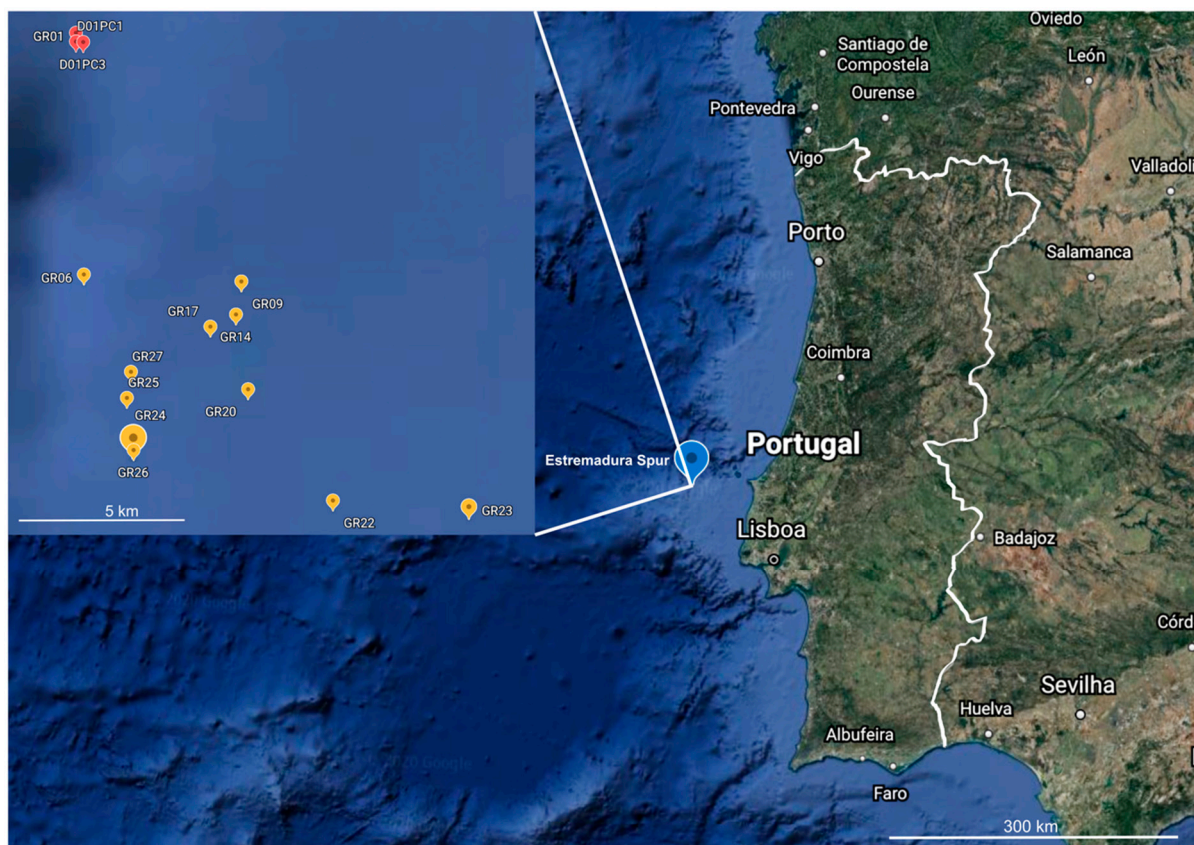 D01PC1
GR01
D01PC3
GR06
GR09
GR17
GR14
GR27
GR25
GR20
GR24
GR26
5 km
GR22
GR23
Oviedo
Santiago de
Compostela
León
Pontevedra
Ourense
Vigo
Porto
Salamanca
Coimbra
Portugal
Estremadura Spur
Lisboa
Badajoz
Sevilha
Huelva
Albufeira
Faro
300 km